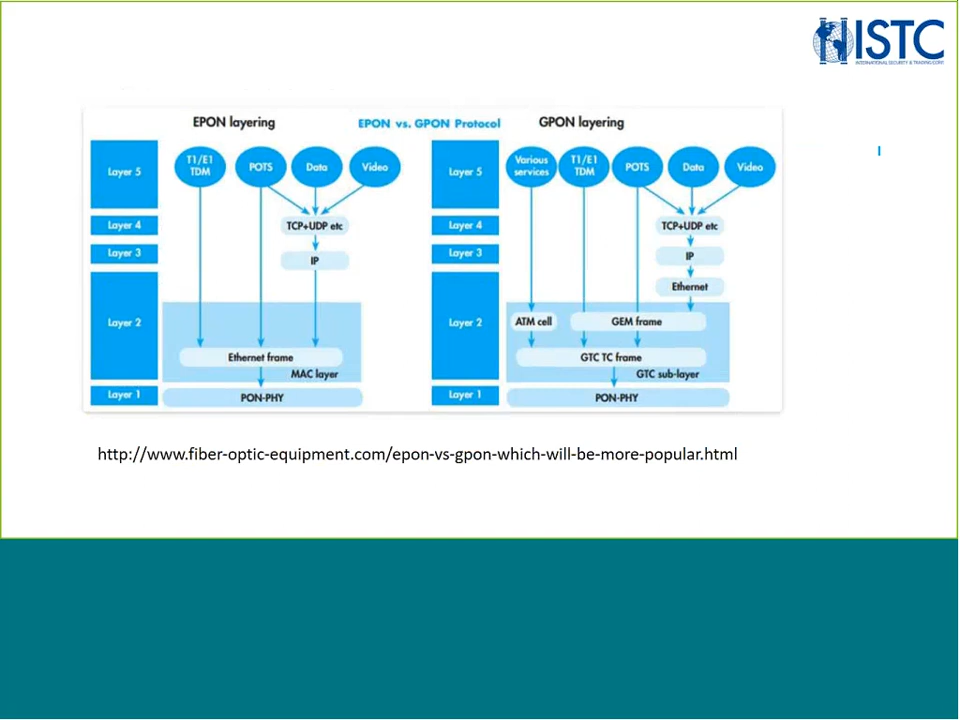 ISTC
INTERNATIONAL SECURITY & TRADING CORP.
EPON layering
EPON vs. GPON Protocol
GPON layering
Layer 5
T1/E1
TDM
POTS
Data
Video
Layer 5
Various
services
T1/E1
TDM
POTS
Data
Video
Layer 4
TCP+UDP etc
Layer 4
TCP+UDP etc
Layer 3
IP
Layer 3
IP
Ethernet
Layer 2
Layer 2
ATM cell
GEM frame
Ethernet frame
GTC TC frame
MAC layer
GTC sub-layer
Layer 1
PON-PHY
Layer 1
PON-PHY
http://www.fiber-optic-equipment.com/epon-vs-gpon-which-will-be-more-popular.html